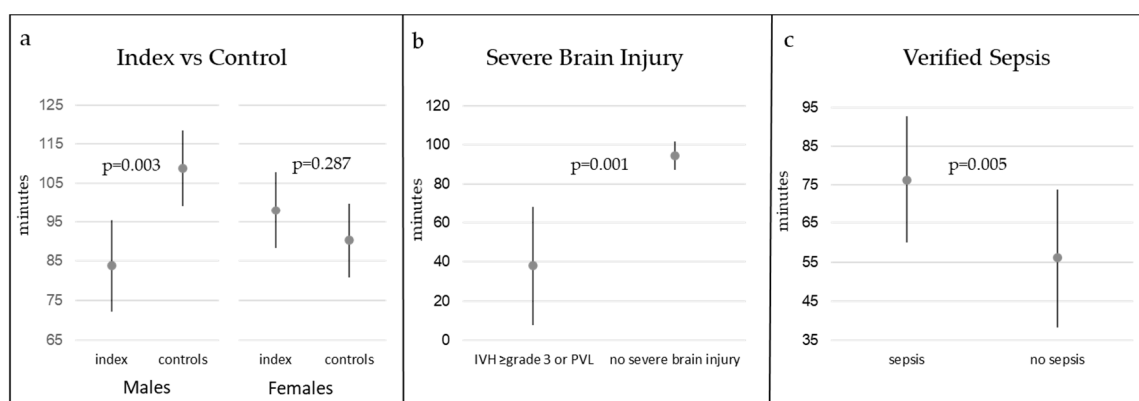 a
Index vs Control
minutes
125
115
105
95
85
75
65
p=0.003
p=0.287
index controls index controls
Males Females
b
Severe Brain Injury
minutes
120
100
80
60
40
20
0
p=0.001
IVH ≥grade 3 or PVL no severe brain injury
c
Verified Sepsis
minutes
95
85
75
65
55
45
35
p=0.005
sepsis no sepsis